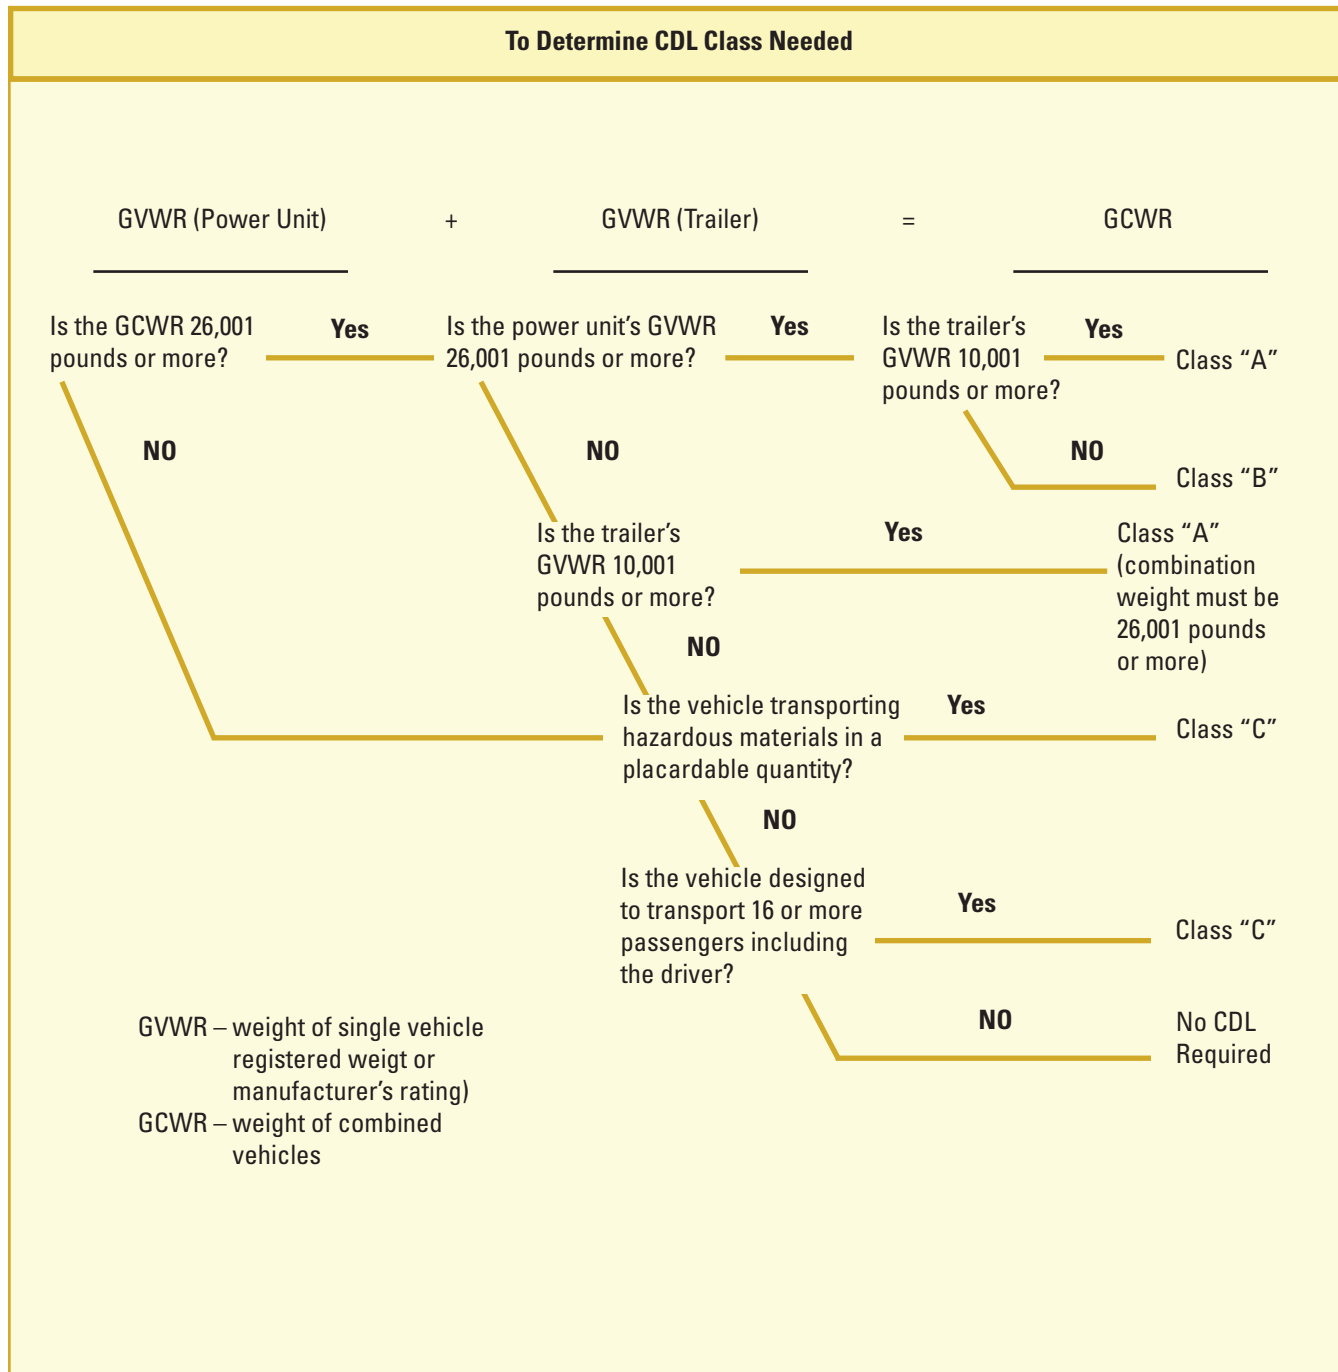 To Determine CDL Class Needed
GVWR (Power Unit) + GVWR (Trailer) = GCWR
Is the GCWR 26,001
pounds or more?
Yes
Is the power unit's GVWR
26,001 pounds or more?
Yes
Is the trailer's
GVWR 10,001
pounds or more?
Yes
Class “A”
NO
NO
NO
Class “B”
Is the trailer's
GVWR 10,001
pounds or more?
Yes
Class “A”
(combination
weight must be
26,001 pounds
or more)
NO
Is the vehicle transporting
hazardous materials in a
placardable quantity?
Yes
Class “C”
NO
Is the vehicle designed
to transport 16 or more
passengers including
the driver?
Yes
Class “C”
NO
No CDL
Required
GVWR – weight of single vehicle
registered weigt or
manufacturer's rating)
GCWR – weight of combined
vehicles